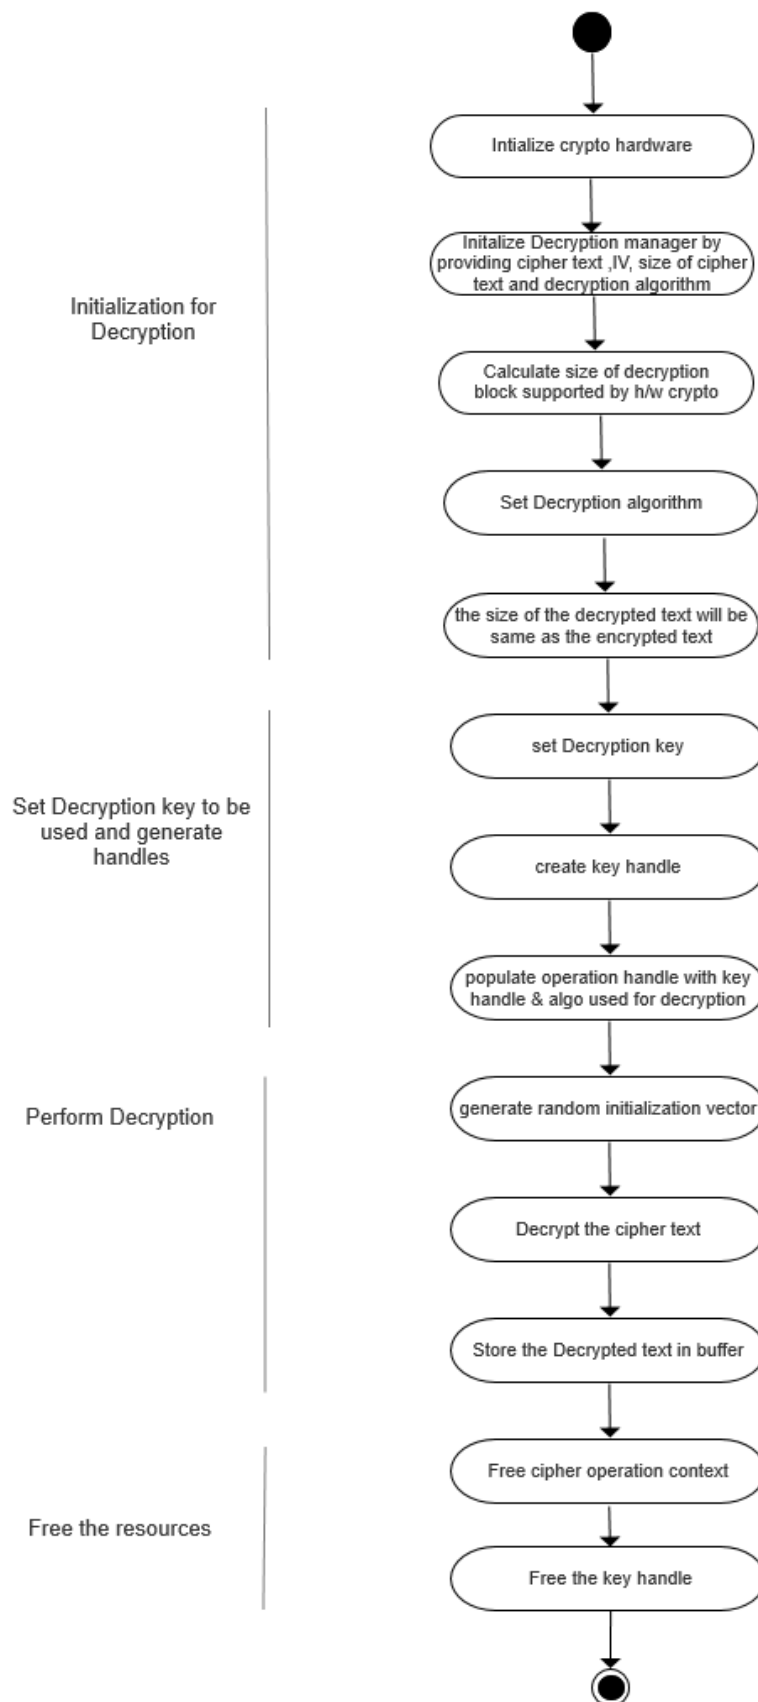 Intialize crypto hardware
Initalize Decryption manager by
providing cipher text ,IV, size of cipher
text and decryption algorithm
Initialization for
Decryption
Calculate size of decryption
block supported by h/w crypto
Set Decryption algorithm
the size of the decrypted text will be
same as the encrypted text
set Decryption key
Set Decryption key to be
used and generate
handles
create key handle
populate operation handle with key
handle & algo used for decryption
Perform Decryption
generate random initialization vector
Decrypt the cipher text
Store the Decrypted text in buffer
Free cipher operation context
Free the resources
Free the key handle